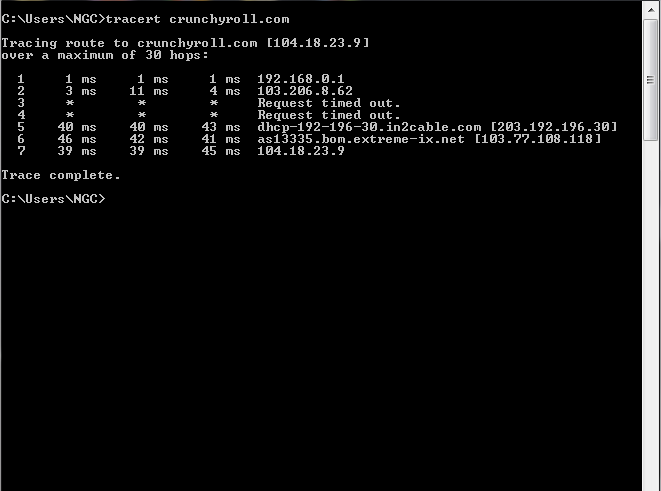 C:\Users\NGC>tracert crunchyroll.com
Tracing route to crunchyroll.com [104.18.23.9]
over a maximum of 30 hops:
1 1 ms 1 ms 1 ms 192.168.0.1
2 3 ms 11 ms 4 ms 103.206.8.62
3 * * * Request timed out.
4 * * * Request timed out.
5 40 ms 40 ms 43 ms dhcp-192-196-30.in2cable.com [203.192.196.30]
6 46 ms 42 ms 41 ms as13335.bom.extreme-ix.net [103.77.108.118]
7 39 ms 39 ms 45 ms 104.18.23.9
Trace complete.
C:\Users\NGC>